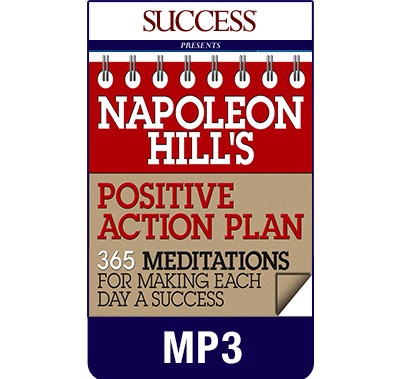 SUCCESS
PRESENTS
NAPOLEON
HILL'S
POSITIVE
ACTION PLAN
365 MEDITATIONS
FOR MAKING EACH
DAY A SUCCESS
MP3